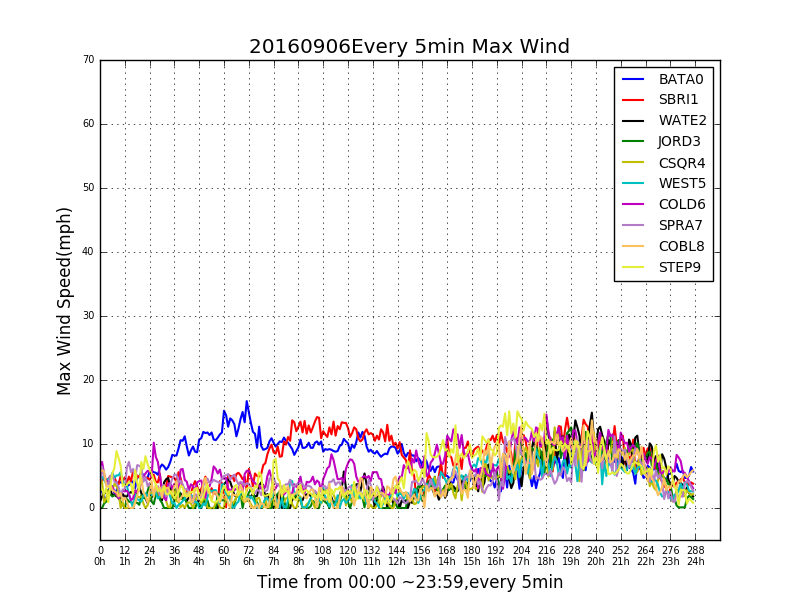 20160906Every 5min Max Wind
Max Wind Speed(mph)
70
60
50
40
30
20
10
0
BATA0
SBRI1
WATE2
JORD3
CSQR4
WEST5
COLD6
SPRA7
COBL8
STEP9
0 12 24 36 48 60 72 84 96 108 120 132 144 156 168 180 192 204 216 228 240 252 264 276 288
0h 1h 2h 3h 4h 5h 6h 7h 8h 9h 10h 11h 12h 13h 14h 15h 16h 17h 18h 19h 20h 21h 22h 23h 24h
Time from 00:00 ~23:59,every 5min